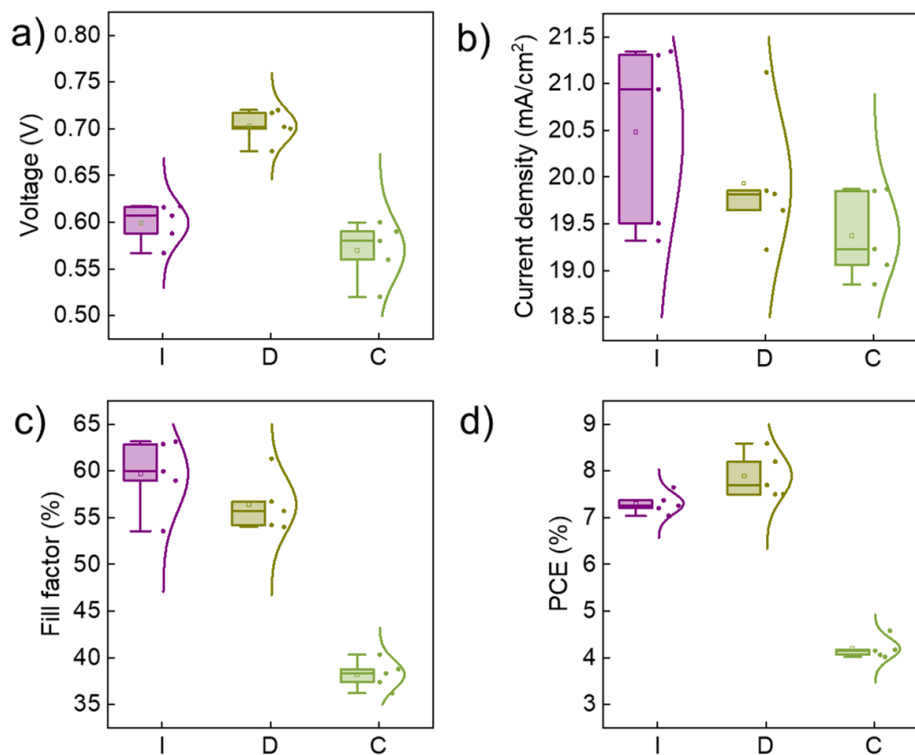 a)
Voltage (V)
0.80
0.75
0.70
0.65
0.60
0.55
0.50
I D C
b)
Current demsity (mA/cm²)
21.5
21.0
20.5
20.0
19.5
19.0
18.5
I D C
c)
Fill factor (%)
65
60
55
50
45
40
35
I D C
d)
PCE (%)
9
8
7
6
5
4
3
I D C